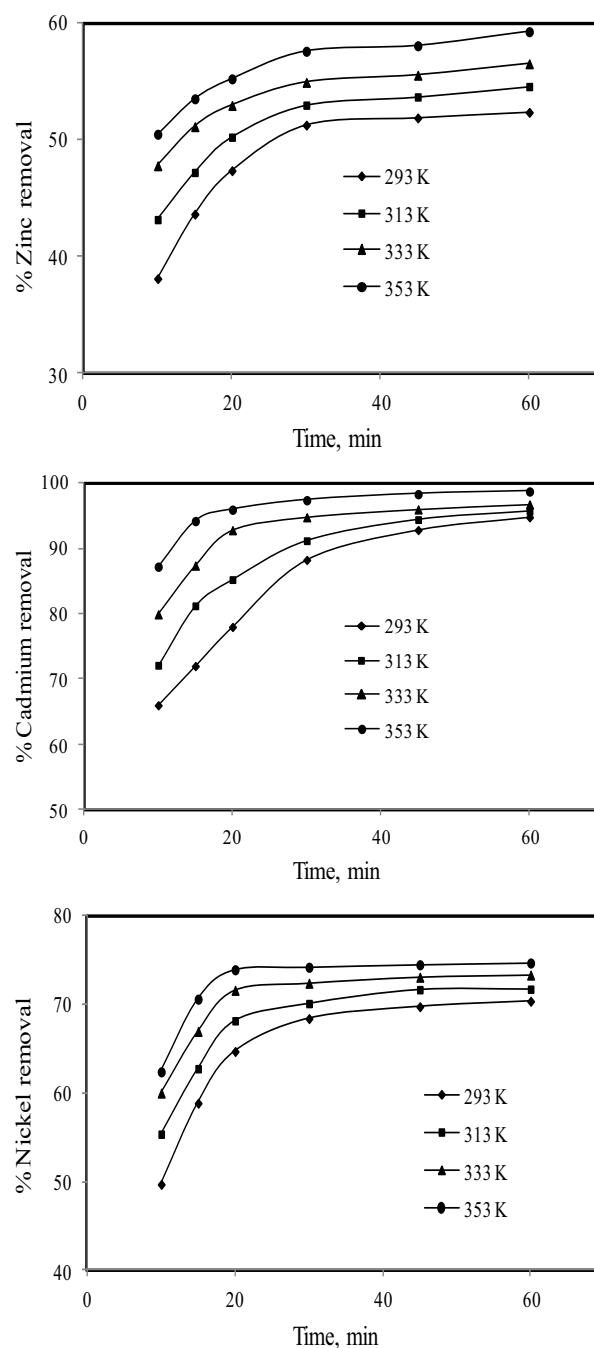 60
50
40
30
% Zinc removal
293 K
313 K
333 K
353 K
0 20 40 60
Time, min
100
90
80
70
60
50
% Cadmium removal
293 K
313 K
333 K
353 K
0 20 40 60
Time, min
80
70
60
50
40
% Nickel removal
293 K
313 K
333 K
353 K
0 20 40 60
Time, min